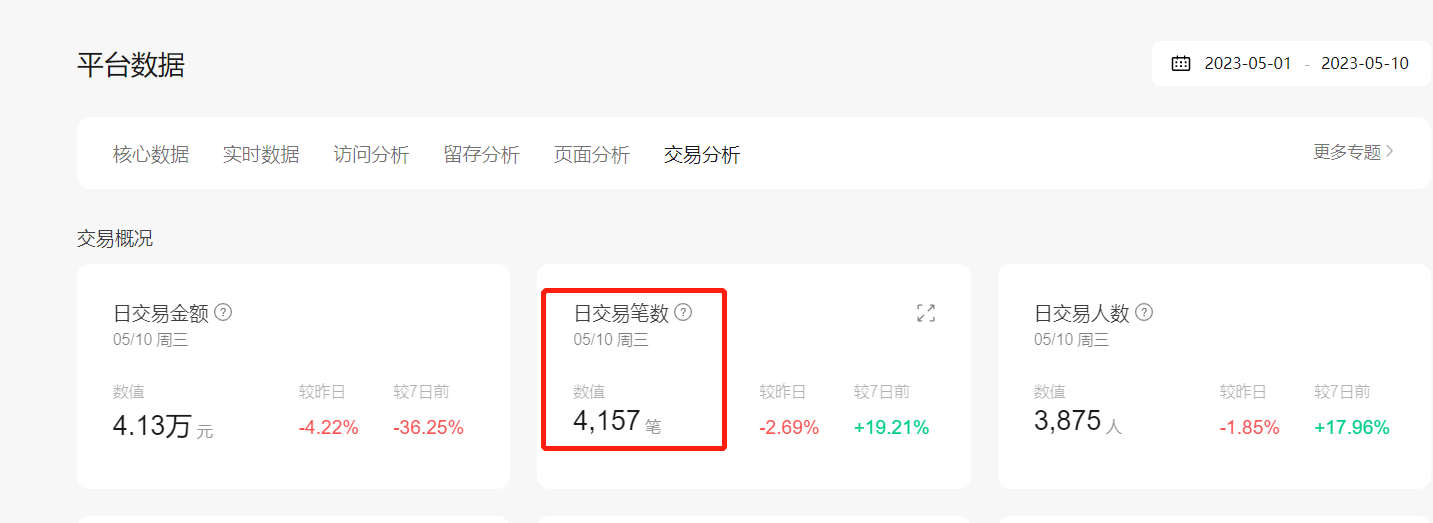 平台数据
2023-05-01 - 2023-05-10
核心数据 实时数据 访问分析 留存分析 页面分析 交易分析 更多专题
交易概况
日交易金额
05/10 周三
数值 较昨日 较7日前
4.13万 元 -4.22% -36.25%
日交易笔数
05/10 周三
数值 较昨日 较7日前
4,157 笔 -2.69% +19.21%
日交易人数
05/10 周三
数值 较昨日 较7日前
3,875 人 -1.85% +17.96%